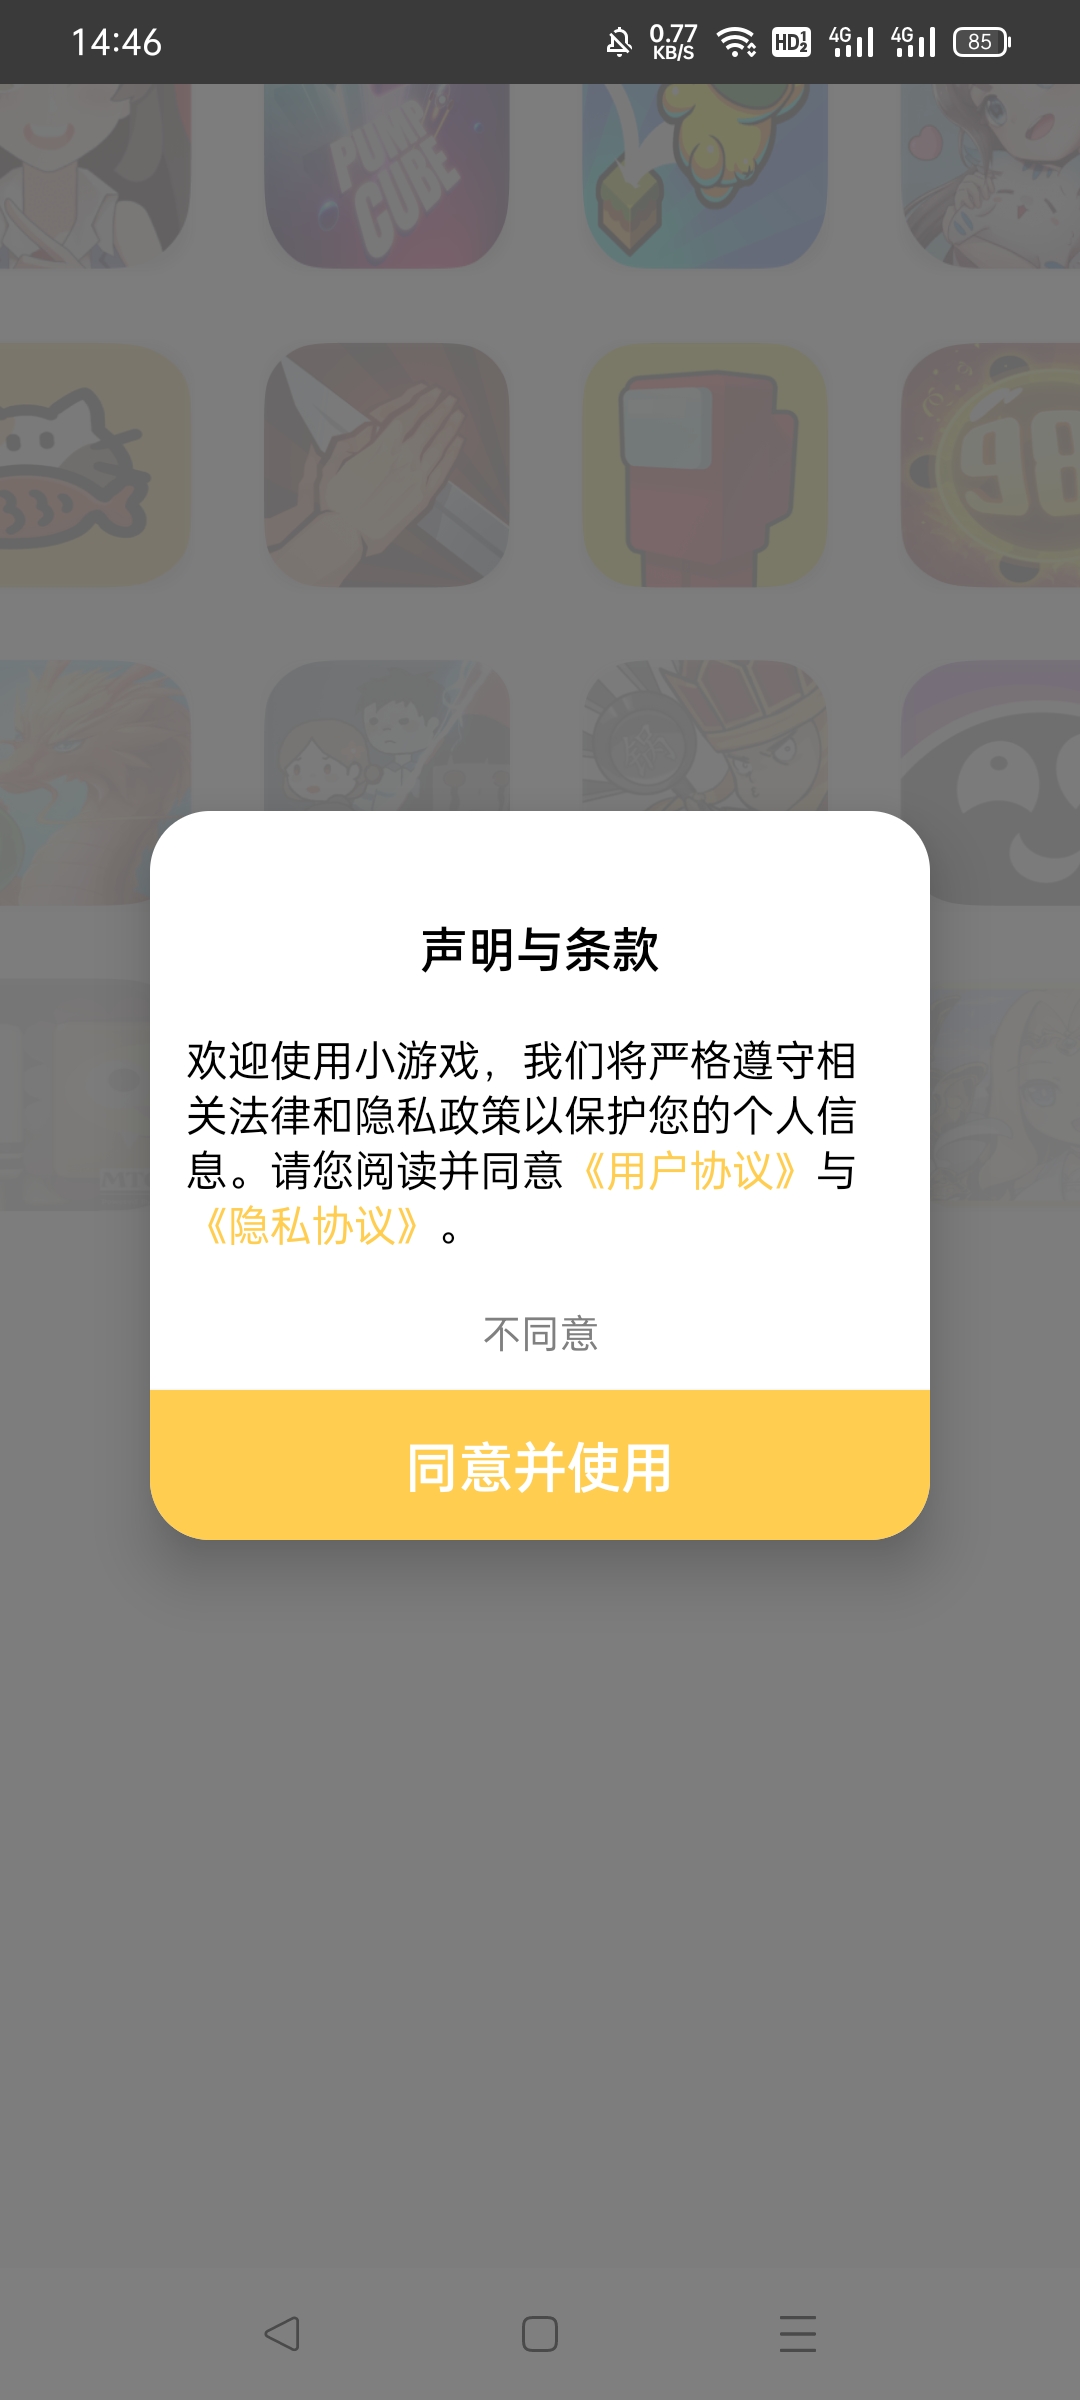 14:46
0.77
KB/S
HD 1 2
4G
4G
85
PUMP
CUBE
98
声明与条款
欢迎使用小游戏，我们将严格遵守相
关法律和隐私政策以保护您的个人信
息。请您阅读并同意《用户协议》与
《隐私协议》。
不同意
同意并使用